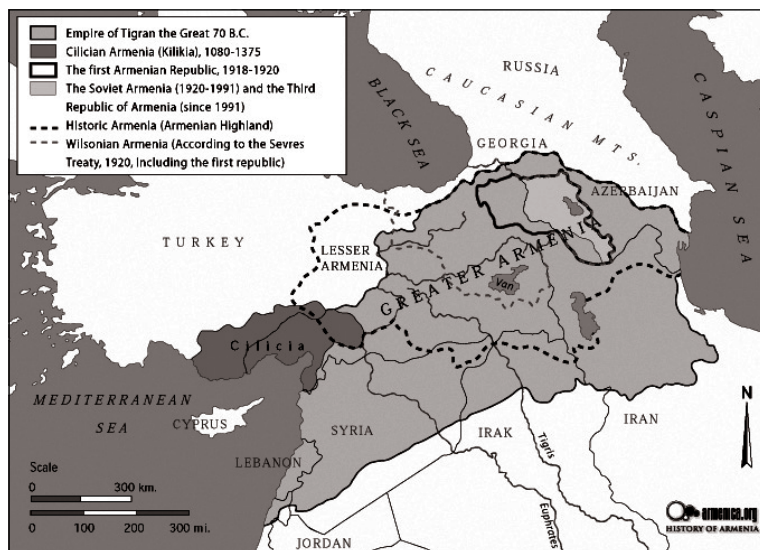 Empire of Tigran the Great 70 B.C.
Cilician Armenia (Kilikia), 1080-1375
The first Armenian Republic, 1918-1920
The Soviet Armenia (1920-1991) and the Third
Republic of Armenia (since 1991)
Historic Armenia (Armenian Highland)
Wilsonian Armenia (According to the Sevres
Treaty, 1920, Including the first republic)
RUSSIA
CAUCASIAN MTS.
BLACK SEA
CASPIAN SEA
GEORGIA
AZERBAIJAN
TURKEY
LESSER
ARMENIA
GREATER ARMENIA
Van
Cilicia
MEDITERRANEAN
SEA
CYPRUS
SYRIA
LEBANON
IRAK
IRAN
Tigris
Euphrates
JORDAN
N
Scale
0 300 km.
0 100 200 300 mi.
armenica.org
HISTORY OF ARMENIA